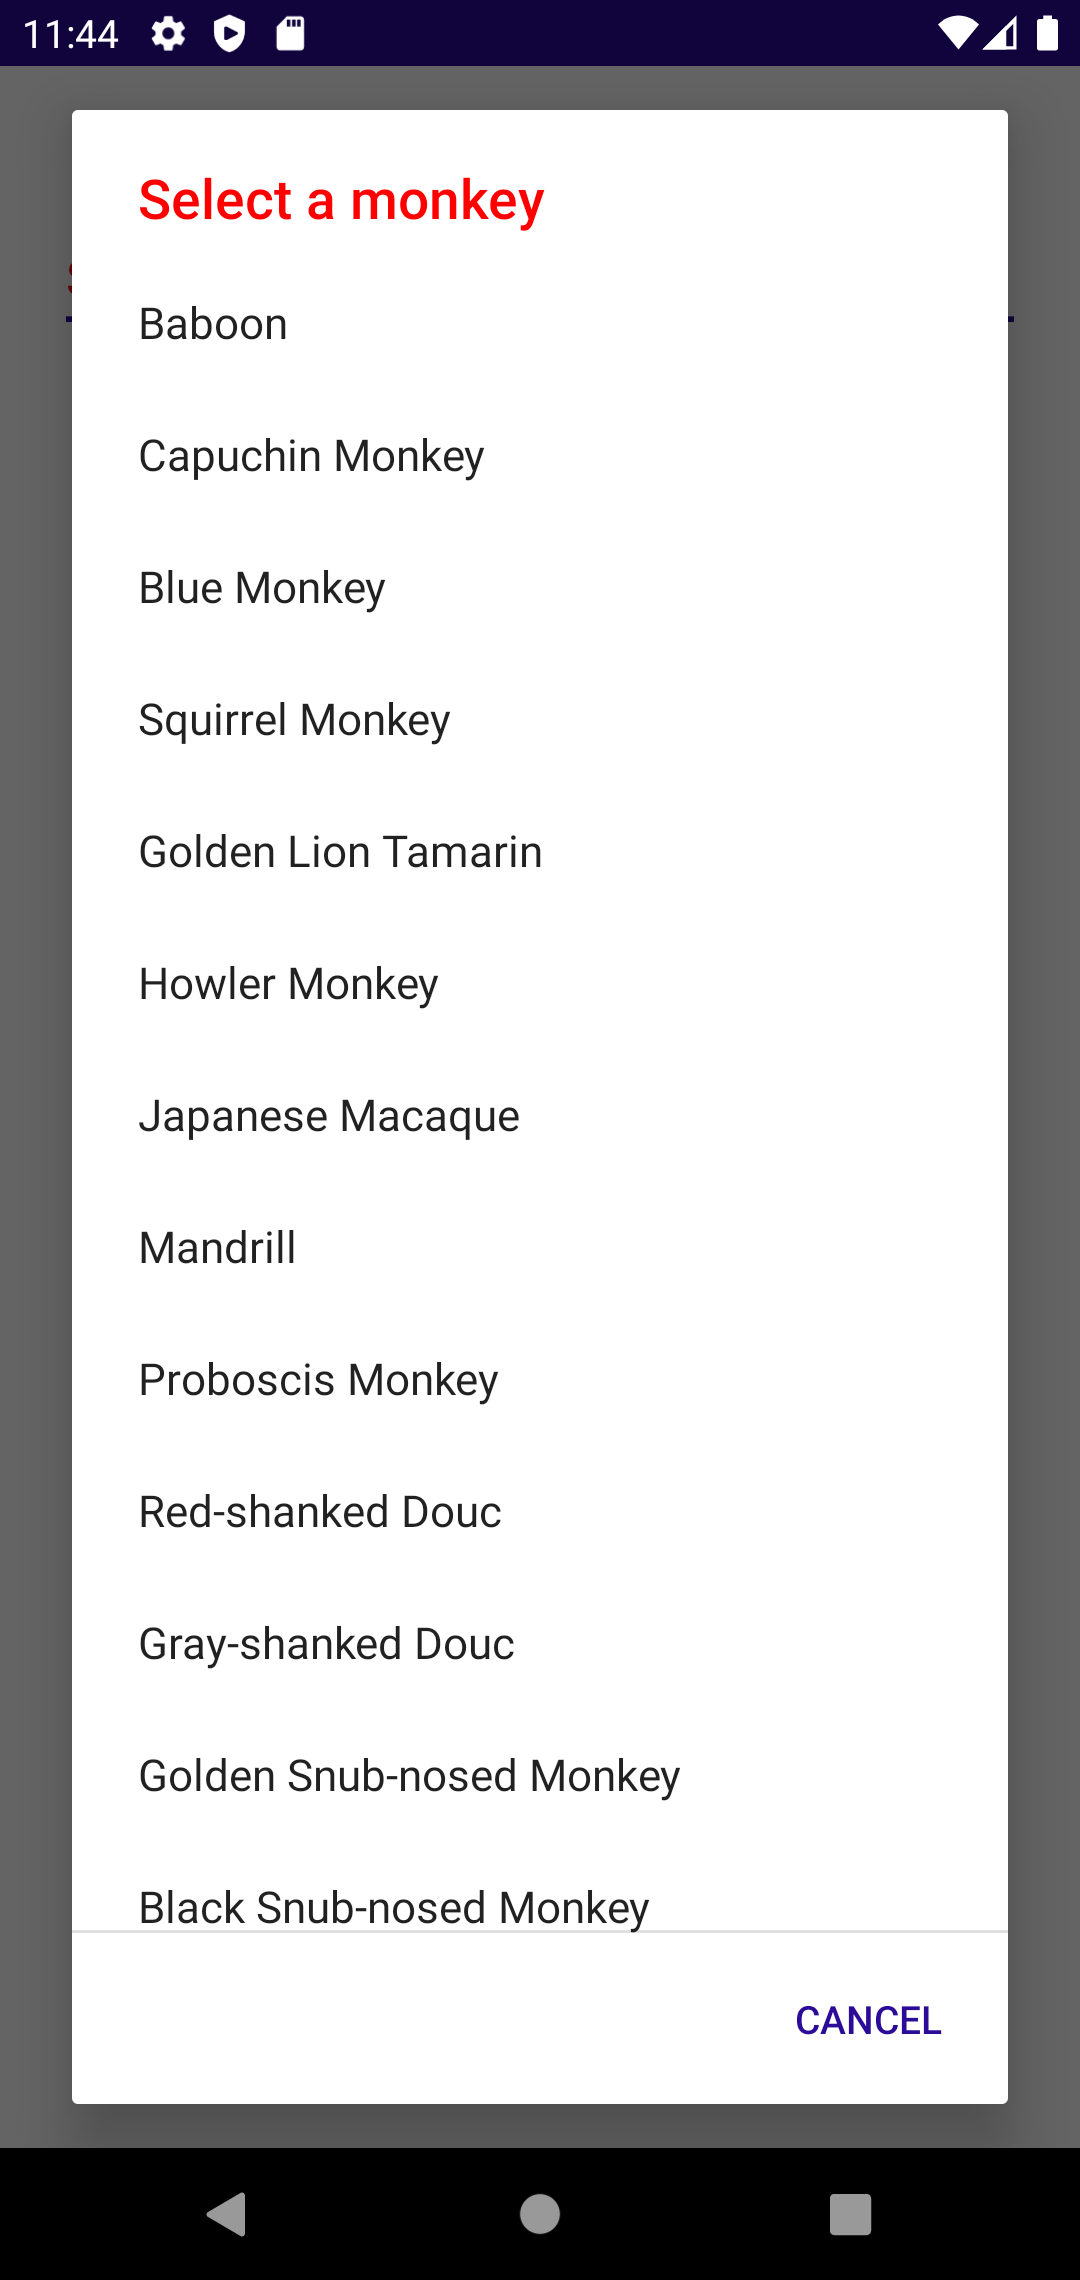 11:44
Select a monkey
Baboon
Capuchin Monkey
Blue Monkey
Squirrel Monkey
Golden Lion Tamarin
Howler Monkey
Japanese Macaque
Mandrill
Proboscis Monkey
Red-shanked Douc
Gray-shanked Douc
Golden Snub-nosed Monkey
Black Snub-nosed Monkey
CANCEL